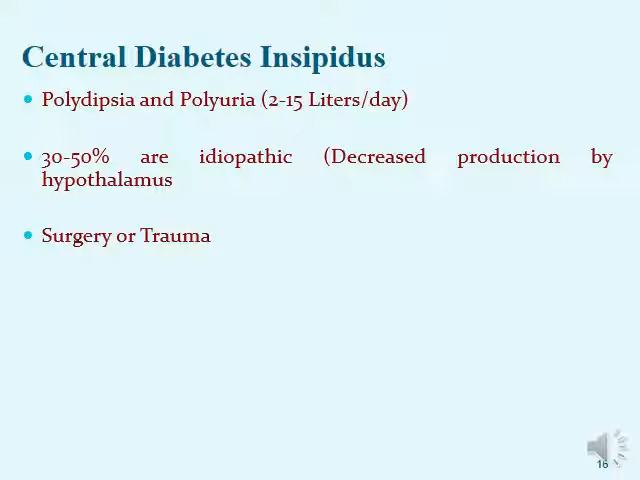 Central Diabetes Insipidus
• Polydipsia and Polyuria (2-15 Liters/day)
• 30-50% are idiopathic (Decreased production by
hypothalamus
• Surgery or Trauma
16